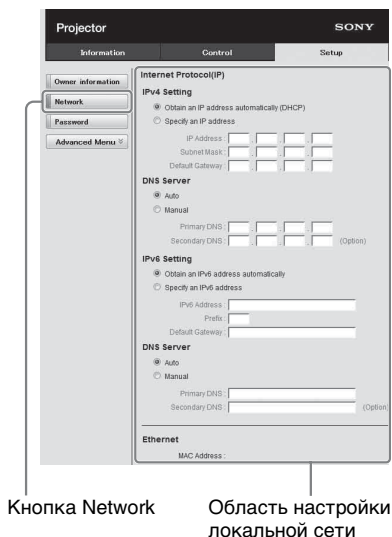 Projector SONY
Information Control Setup
Owner information
Network
Password
Advanced Menu
Internet Protocol(IP)
IPv4 Setting
Obtain an IP address automatically (DHCP)
Specify an IP address
IP Address :
Subnet Mask :
Default Gateway :
DNS Server
Auto
Manual
Primary DNS :
Secondary DNS : (Option)
IPv6 Setting
Obtain an IPv6 address automatically
Specify an IPv6 address
IPv6 Address :
Prefix :
Default Gateway :
DNS Server
Auto
Manual
Primary DNS :
Secondary DNS : (Option)
Ethernet
MAC Address :
Кнопка Network
Область настройки
локальной сети